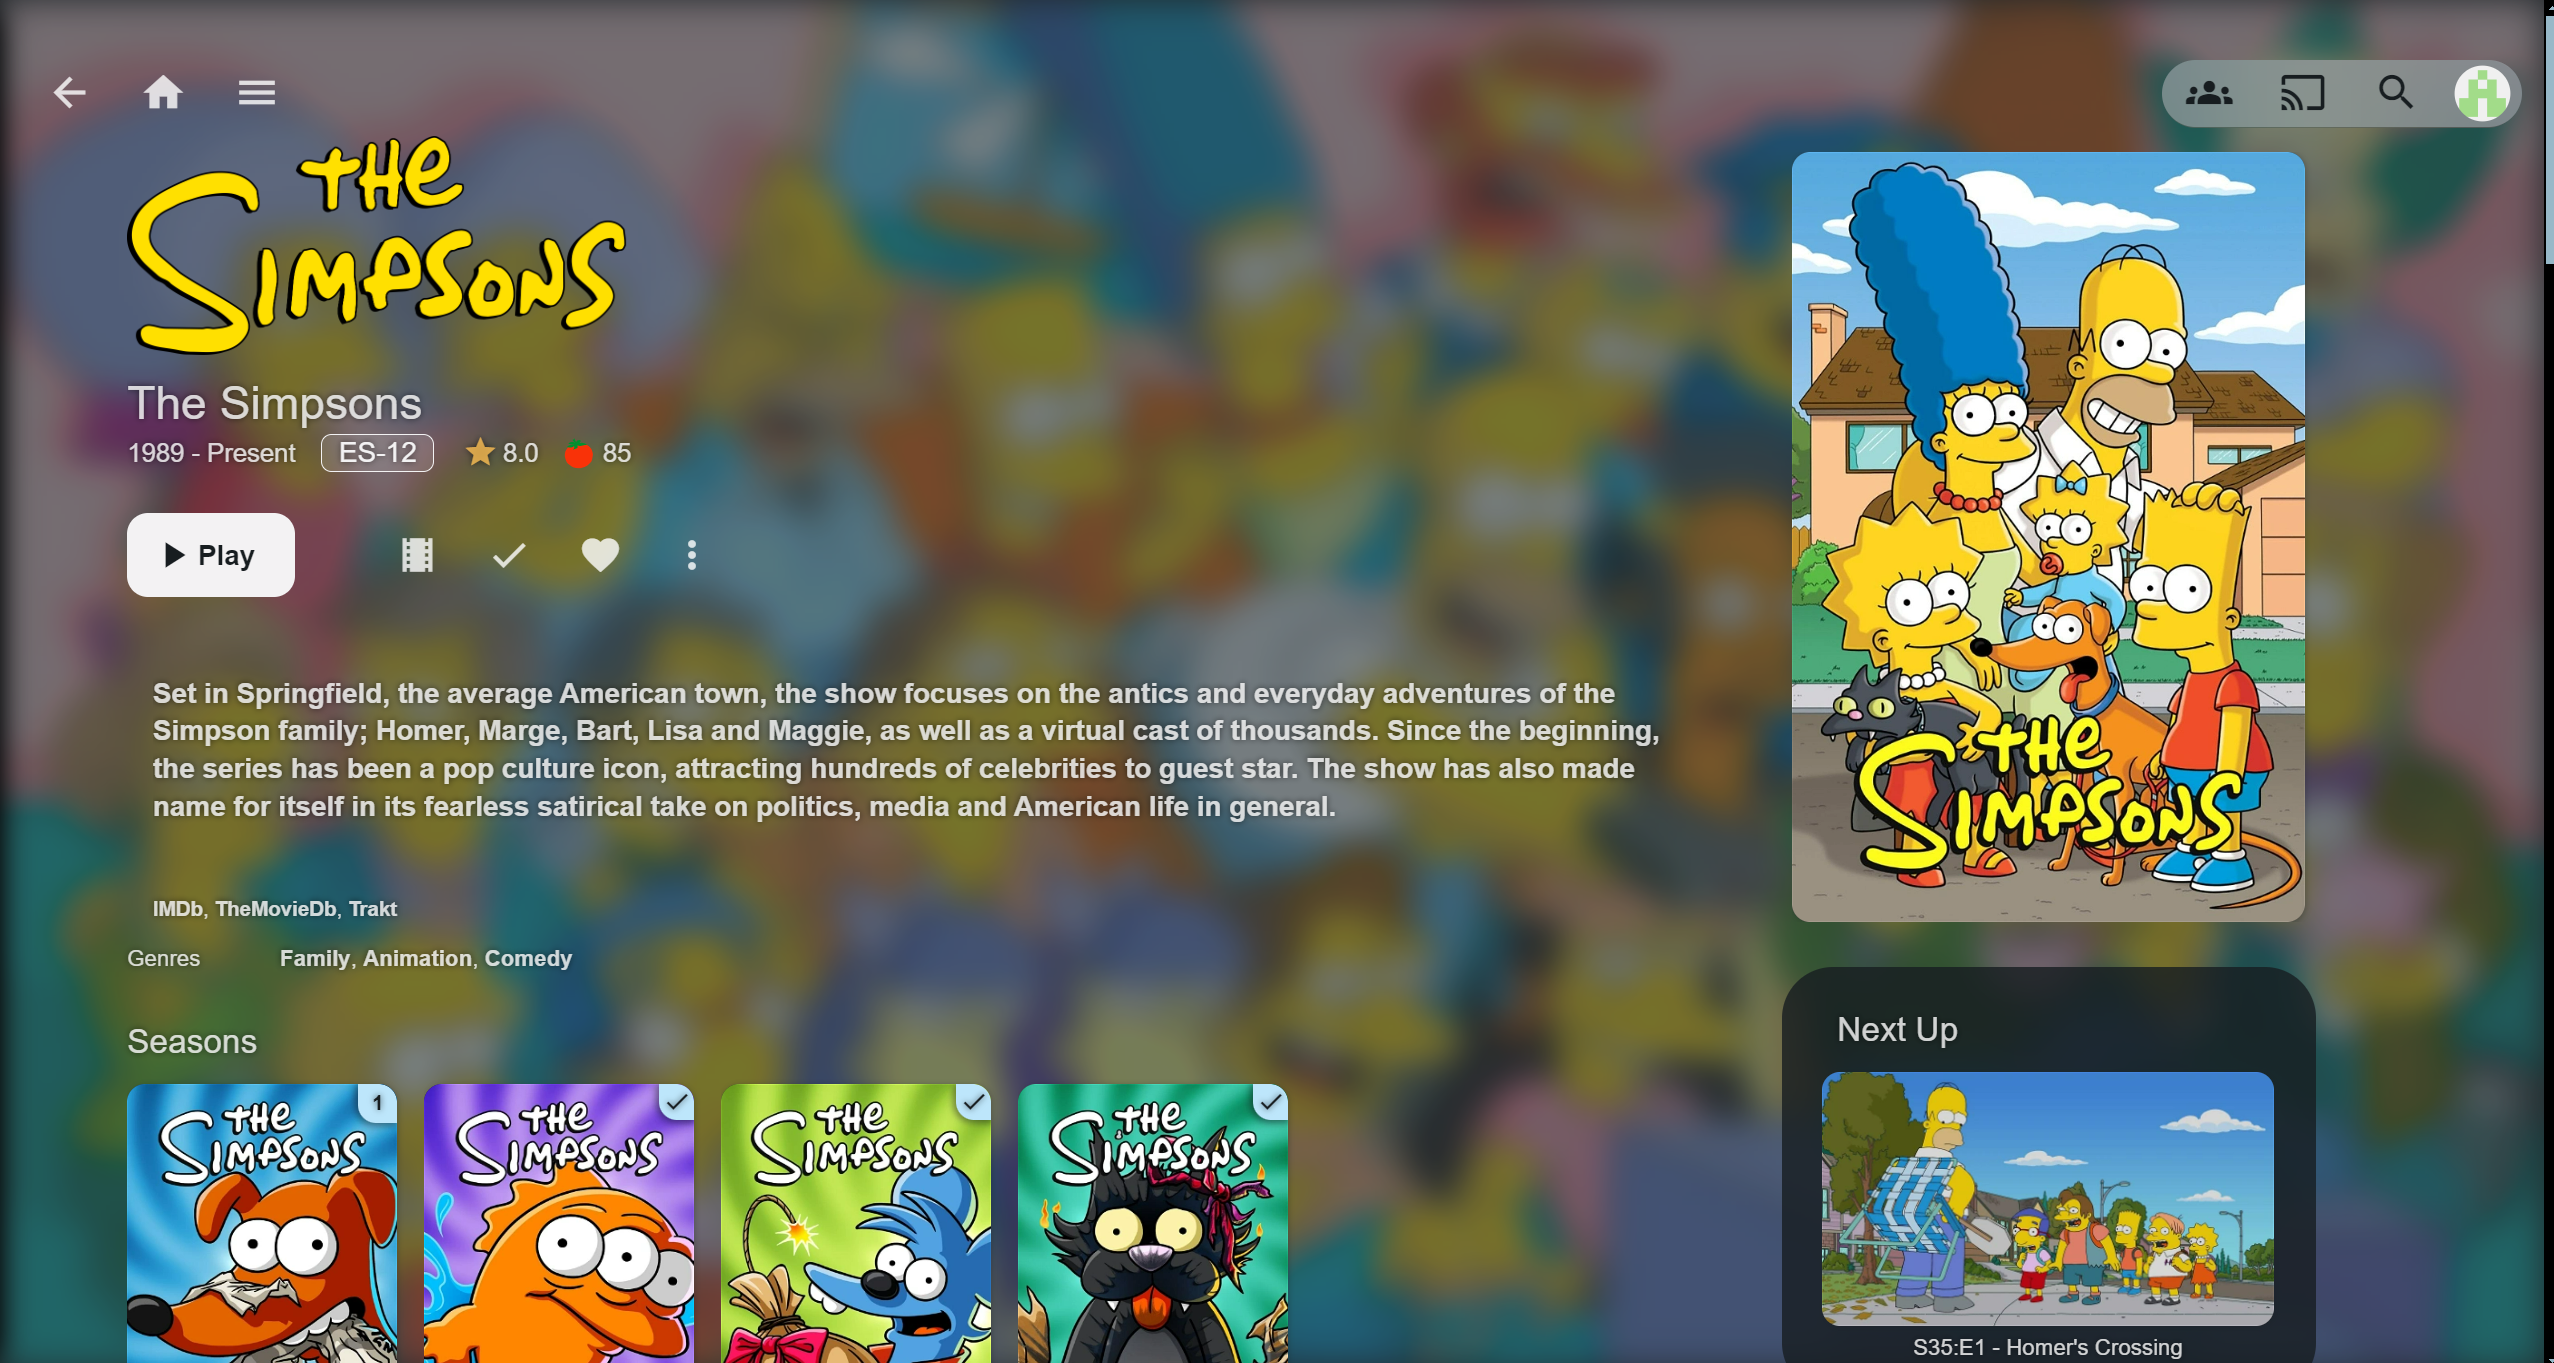 THE
SIMPSONS
The Simpsons
1989 - Present ES-12 8.0 85
Play
Set in Springfield, the average American town, the show focuses on the antics and everyday adventures of the
Simpson family; Homer, Marge, Bart, Lisa and Maggie, as well as a virtual cast of thousands. Since the beginning,
the series has been a pop culture icon, attracting hundreds of celebrities to guest star. The show has also made
name for itself in its fearless satirical take on politics, media and American life in general.
IMDb, TheMovieDb, Trakt
Genres Family, Animation, Comedy
Seasons
1
THE
SIMPSONS
THE
SIMPSONS
THE
SIMPSONS
THE
SIMPSONS
THE
SIMPSONS
Next Up
S35:E1 - Homer's Crossing